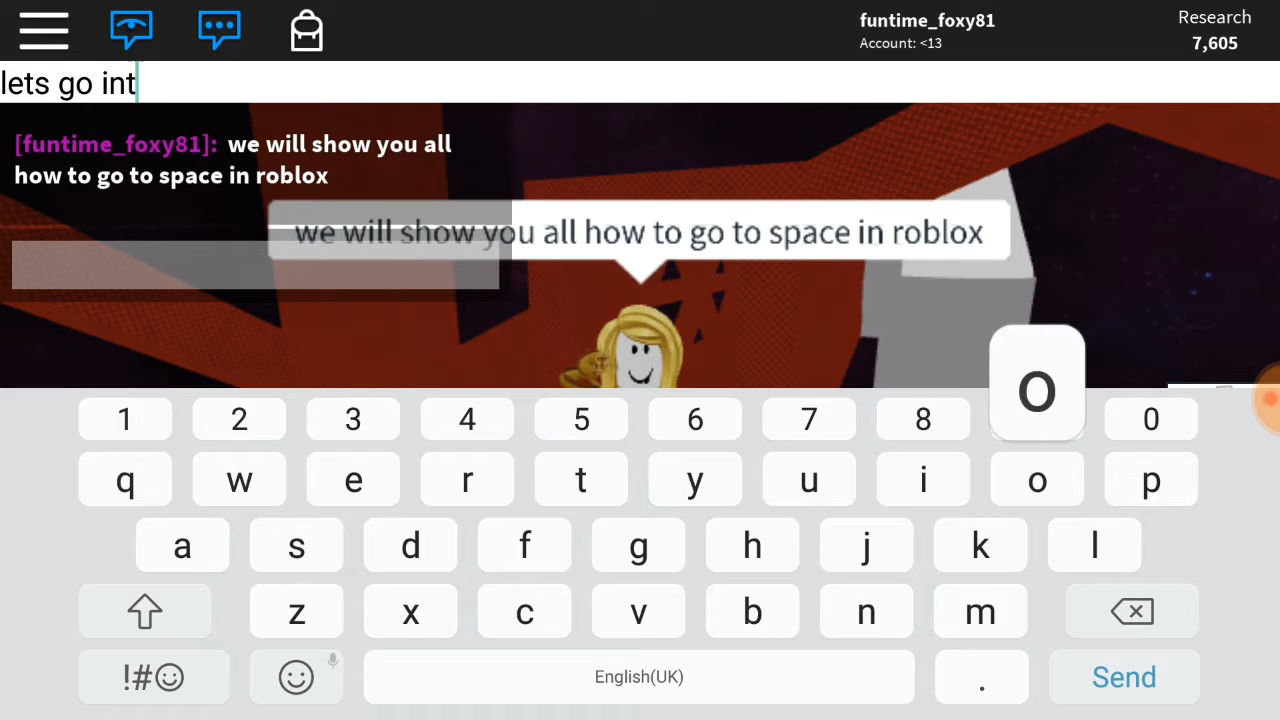 funtime_foxy81
Account: <13
Research
7,605
lets go int
[funtime_foxy81]: we will show you all
how to go to space in roblox
we will show you all how to go to space in roblox
o
1 2 3 4 5 6 7 8 0
q w e r t y u i o p
a s d f g h j k l
z x c v b n m
!#☺ English(UK) . Send